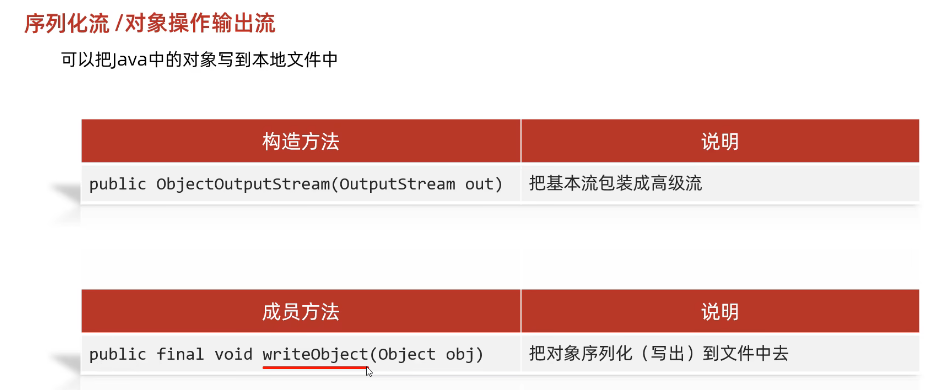 序列化流 /对象操作输出流
可以把Java中的对象写到本地文件中
构造方法 说明
public ObjectOutputStream(OutputStream out) 把基本流包装成高级流
成员方法 说明
public final void writeObject(Object obj) 把对象序列化（写出）到文件中去